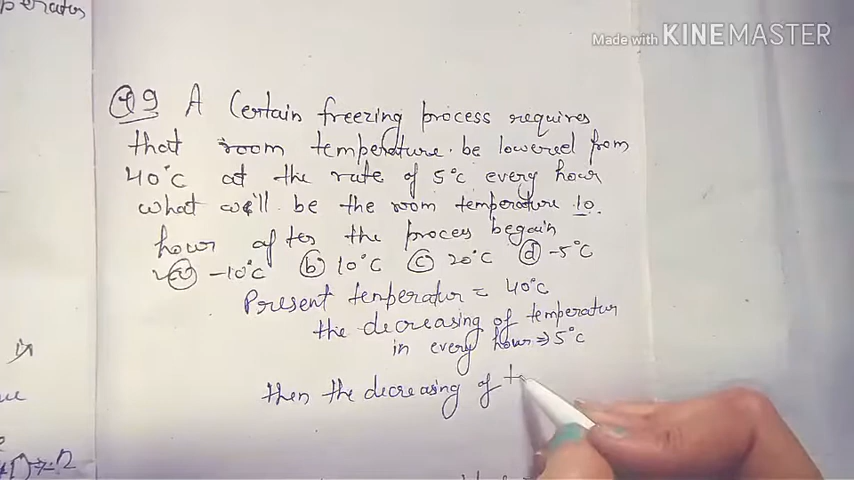 perator
Made with KINEMASTER
Q9 A Certain freezing process requires
that room temperature be lowered from
40°C at the rate of 5°C every hour
what will be the room temperature 10
hour after the proces begain
(a) -10°C (b) 10°C (c) 20°C (d) -5°C
Present temperatur = 40°C
the decreasing of temperatur
in every hour ⇒ 5°C
then the decreasing of t